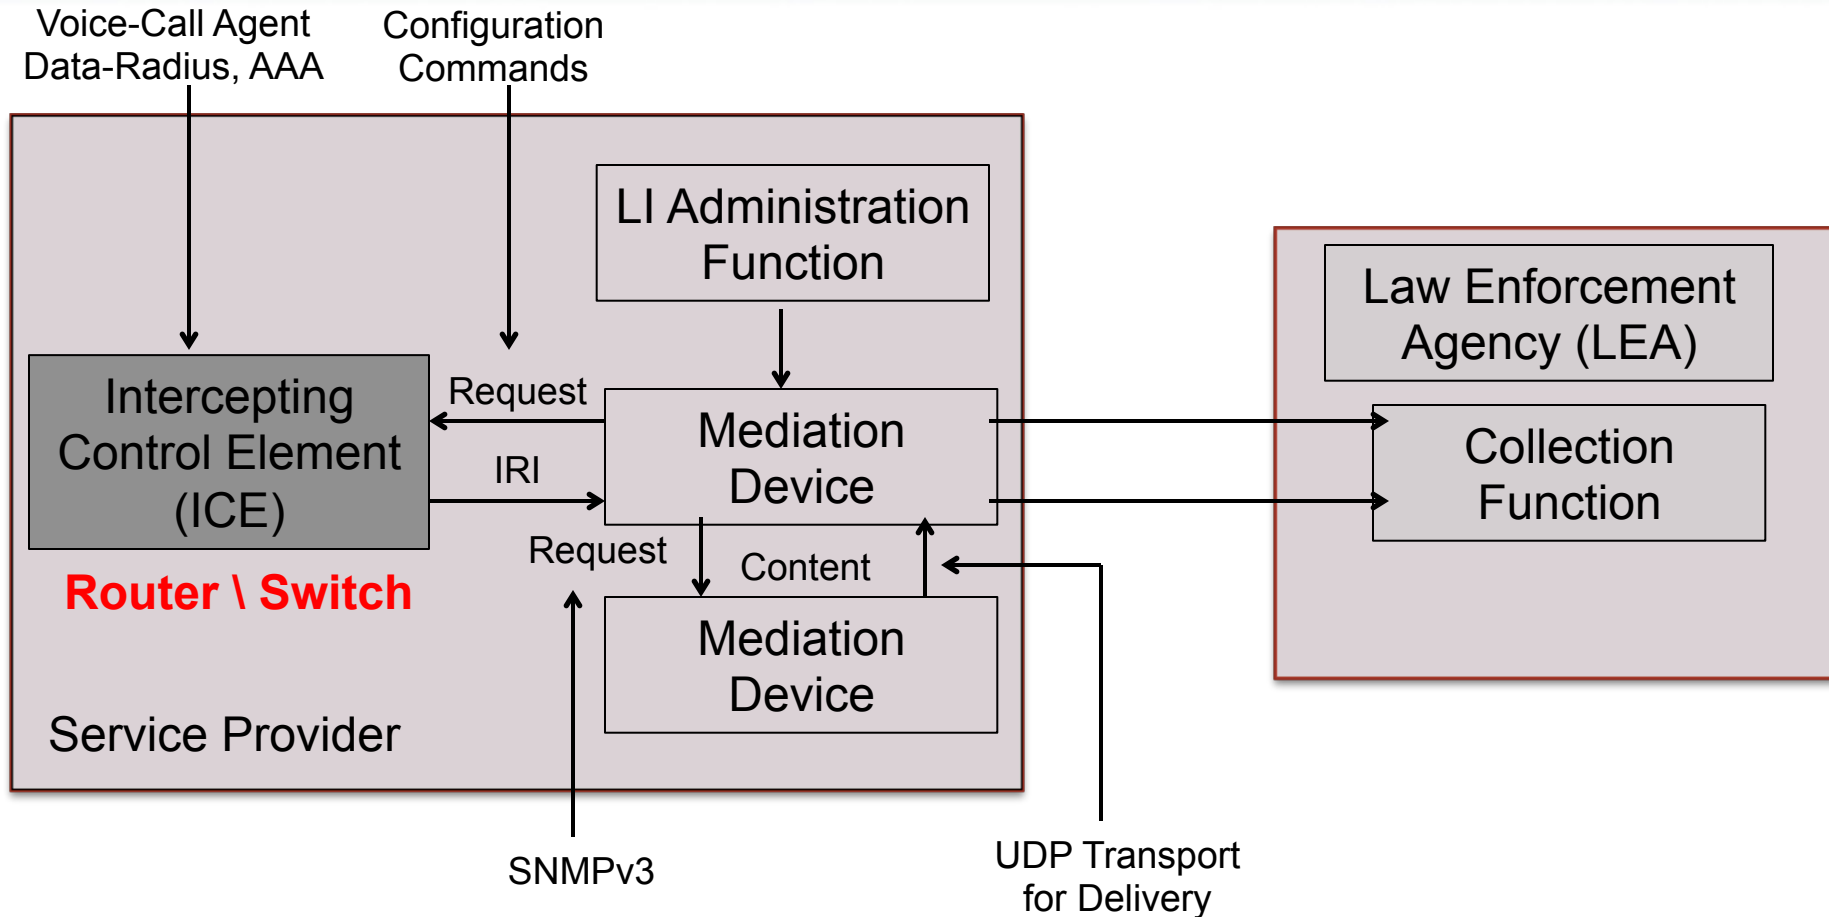 Voice-Call Agent
Data-Radius, AAA
Configuration
Commands
LI Administration
Function
Law Enforcement
Agency (LEA)
Intercepting
Control Element
(ICE)
Request
IRI
Mediation
Device
Collection
Function
Request
Content
Router \ Switch
Mediation
Device
Service Provider
SNMPv3
UDP Transport
for Delivery